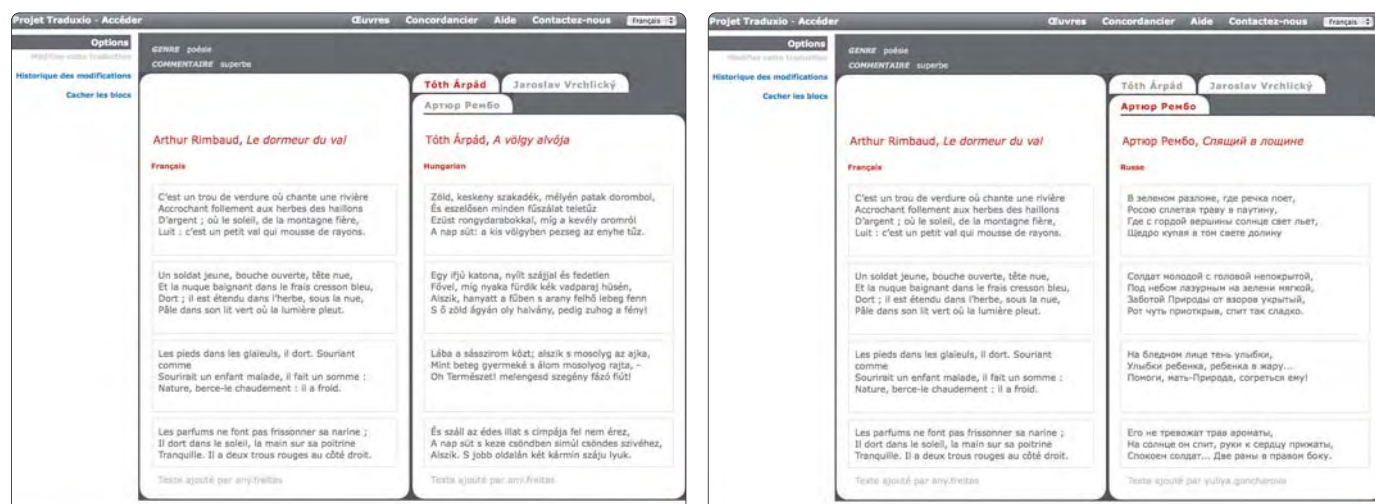 Projet Traduxio - Accéder
Œuvres Concordancier Aide Contactez-nous Français
Options
Modifiez votre traduction
Historique des modifications
Cacher les blocs
GENRE poésie
COMMENTAIRE superbe
Tóth Árpád Jaroslav Vrchlický
Артюр Рембо
Arthur Rimbaud, Le dormeur du val
Français
C'est un trou de verdure où chante une rivière
Accrochant follement aux herbes des haillons
D'argent ; où le soleil, de la montagne fière,
Luit : c'est un petit val qui mousse de rayons.
Un soldat jeune, bouche ouverte, tête nue,
Et la nuque baignant dans le frais cresson bleu,
Dort ; il est étendu dans l'herbe, sous la nue,
Pâle dans son lit vert où la lumière pleut.
Les pieds dans les glaïeuls, il dort. Souriant
comme
Sourirait un enfant malade, il fait un somme :
Nature, berce-le chaudement : il a froid.
Les parfums ne font pas frissonner sa narine ;
Il dort dans le soleil, la main sur sa poitrine
Tranquille. Il a deux trous rouges au côté droit.
Texte ajouté par any.freitas
Tóth Árpád, A völgy alvója
Hungarian
Zöld, keskeny szakadék, mélyén patak dorombol,
És eszelősen minden fűszálat teletűz
Ezüst rongydarabokkal, míg a kevély oromról
A nap süt: a kis völgyben pezseg az enyhe tűz.
Egy ifjú katona, nyílt szájjal és fedetlen
Fővel, míg nyaka fürdik kék vadparaj hüsén,
Alszik, hanyatt a fűben s arany felhő lebeg fenn
S ő zöld ágyán oly halvány, pedig zuhog a fény!
Lába a sásszirom közt; alszik s mosolyg az ajka,
Mint beteg gyermeké s álom mosolyog rajta, –
Oh Természet! melengesd szegény fázó fiút!
És száll az édes illat s cimpája fel nem érez,
A nap süt s keze csöndben simúl csöndes szivéhez,
Alszik. S jobb oldalán két kármin száju lyuk.
Texte ajouté par any.freitas
Projet Traduxio - Accéder
Œuvres Concordancier Aide Contactez-nous Français
Options
Modifiez votre traduction
Historique des modifications
Cacher les blocs
GENRE poésie
COMMENTAIRE superbe
Tóth Árpád Jaroslav Vrchlický
Артюр Рембо
Arthur Rimbaud, Le dormeur du val
Français
C'est un trou de verdure où chante une rivière
Accrochant follement aux herbes des haillons
D'argent ; où le soleil, de la montagne fière,
Luit : c'est un petit val qui mousse de rayons.
Un soldat jeune, bouche ouverte, tête nue,
Et la nuque baignant dans le frais cresson bleu,
Dort ; il est étendu dans l'herbe, sous la nue,
Pâle dans son lit vert où la lumière pleut.
Les pieds dans les glaïeuls, il dort. Souriant
comme
Sourirait un enfant malade, il fait un somme :
Nature, berce-le chaudement : il a froid.
Les parfums ne font pas frissonner sa narine ;
Il dort dans le soleil, la main sur sa poitrine
Tranquille. Il a deux trous rouges au côté droit.
Texte ajouté par any.freitas
Артюр Рембо, Спящий в лощине
Russe
В зеленом разломе, где речка поет,
Росою сплетая траву в паутину,
Где с гордой вершины солнце свет льет,
Щедро купая в том свете долину
Солдат молодой с головой непокрытой,
Под небом лазурным на зелени мягкой,
Заботой Природы от взоров укрытый,
Рот чуть приоткрыв, спит так сладко.
На бледном лице тень улыбки,
Улыбки ребенка, ребенка в жару...
Помоги, мать-Природа, согреться ему!
Его не тревожат трав ароматы,
На солнце он спит, руки к сердцу прижаты,
Спокоен солдат... Две раны в правом боку.
Texte ajouté par yuliya.goncharova